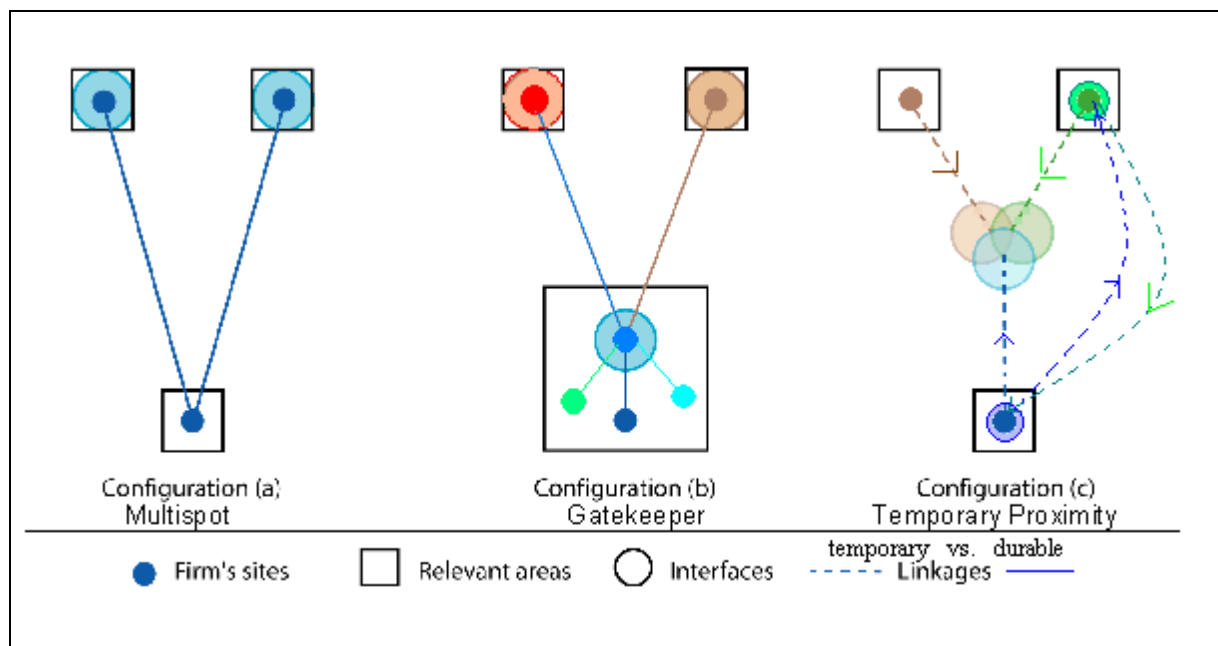 Configuration (a) Configuration (b) Configuration (c)
Multispot Gatekeeper Temporary Proximity
temporary vs. durable
Firm's sites Relevant areas Interfaces Linkages